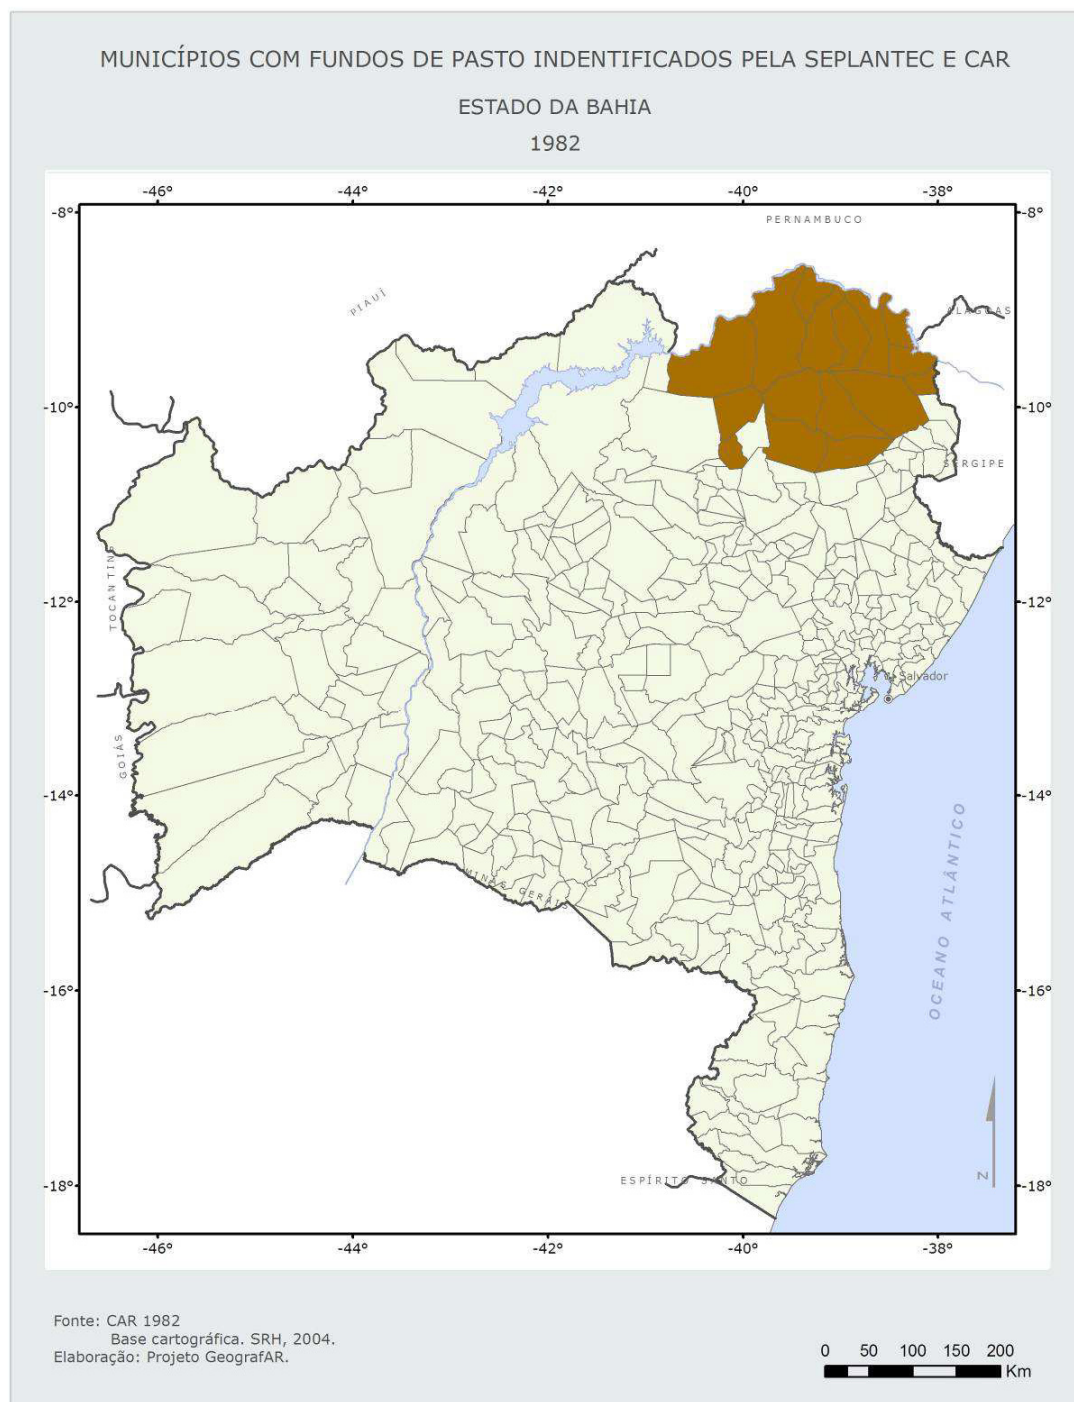 MUNICÍPIOS COM FUNDOS DE PASTO INDENTIFICADOS PELA SEPLANTEC E CAR
ESTADO DA BAHIA
1982
-46° -44° -42° -40° -38°
-8° -8°
PERNAMBUCO
PIAUÍ
ALAGOAS
-10° -10°
SERGIPE
TOCANTINS
-12° -12°
Salvador
GOIÁS
-14° -14°
OCEANO ATLÂNTICO
MINAS GERAIS
-16° -16°
N
ESPÍRITO SANTO
-18° -18°
-46° -44° -42° -40° -38°
Fonte: CAR 1982
Base cartográfica. SRH, 2004.
Elaboração: Projeto GeografAR.
0 50 100 150 200
Km